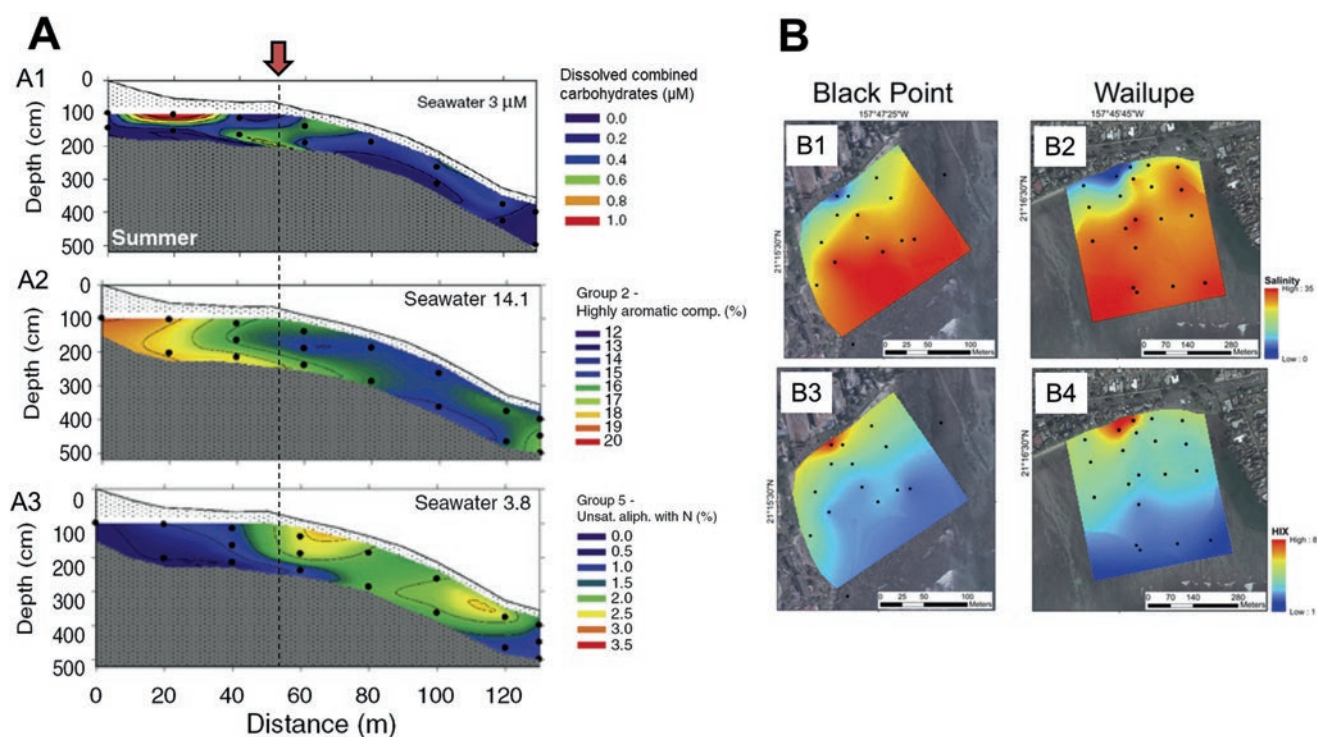 A
A1
0
100
200
300
400
500
Depth (cm)
Seawater 3 µM
Summer
Dissolved combined
carbohydrates (µM)
0.0
0.2
0.4
0.6
0.8
1.0
A2
0
100
200
300
400
500
Depth (cm)
Seawater 14.1
Group 2 -
Highly aromatic comp. (%)
12
13
14
15
16
17
18
19
20
A3
0
100
200
300
400
500
Depth (cm)
Seawater 3.8
Group 5 -
Unsat. aliph. with N (%)
0.0
0.5
1.0
1.5
2.0
2.5
3.0
3.5
0 20 40 60 80 100 120
Distance (m)
B
Black Point
157°47'25"W
B1
21°15'30"N
0 25 50 100
Meters
Wailupe
157°45'45"W
B2
21°16'30"N
0 70 140 280
Meters
Salinity
High : 35
Low : 0
B3
21°15'30"N
0 25 50 100
Meters
B4
21°16'30"N
0 70 140 280
Meters
HIX
High : 8
Low : 1